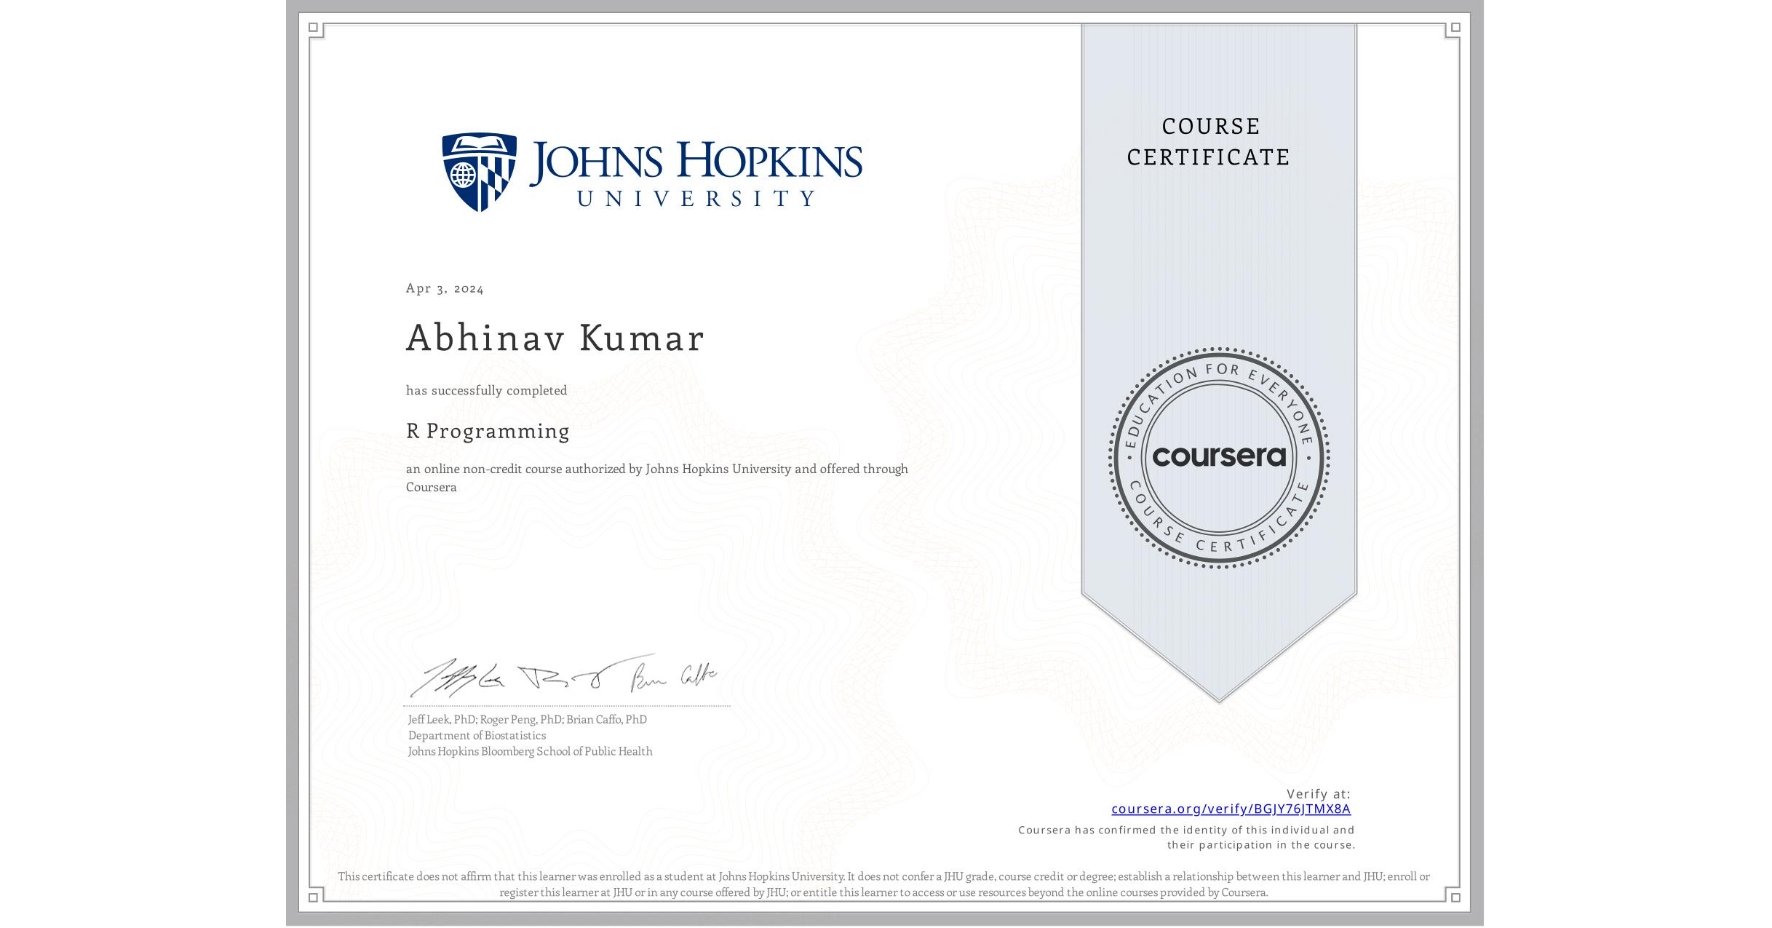 JOHNS HOPKINS
UNIVERSITY
COURSE
CERTIFICATE
Apr 3, 2024
Abhinav Kumar
has successfully completed
R Programming
an online non-credit course authorized by Johns Hopkins University and offered through
Coursera
EDUCATION FOR EVERYONE
coursera
COURSE CERTIFICATE
Jeff Leek, PhD; Roger Peng, PhD; Brian Caffo, PhD
Department of Biostatistics
Johns Hopkins Bloomberg School of Public Health
Verify at:
coursera.org/verify/BGJY76JTMX8A
Coursera has confirmed the identity of this individual and
their participation in the course.
This certificate does not affirm that this learner was enrolled as a student at Johns Hopkins University. It does not confer a JHU grade, course credit or degree; establish a relationship between this learner and JHU; enroll or
register this learner at JHU or in any course offered by JHU; or entitle this learner to access or use resources beyond the online courses provided by Coursera.